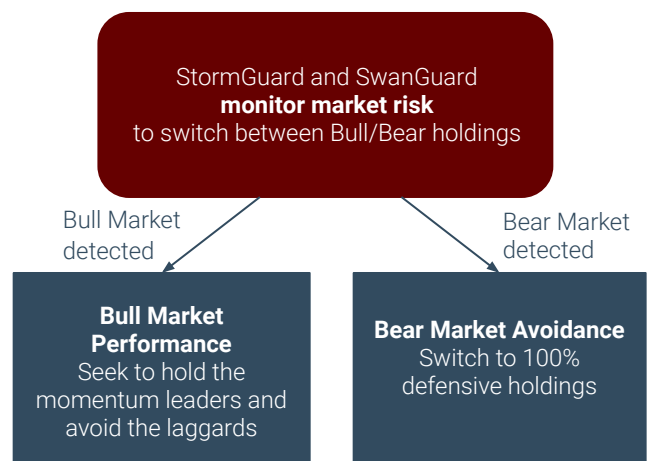 StormGuard and SwanGuard
monitor market risk
to switch between Bull/Bear holdings
Bull Market
detected
Bear Market
detected
Bull Market
Performance
Seek to hold the
momentum leaders and
avoid the laggards
Bear Market Avoidance
Switch to 100%
defensive holdings